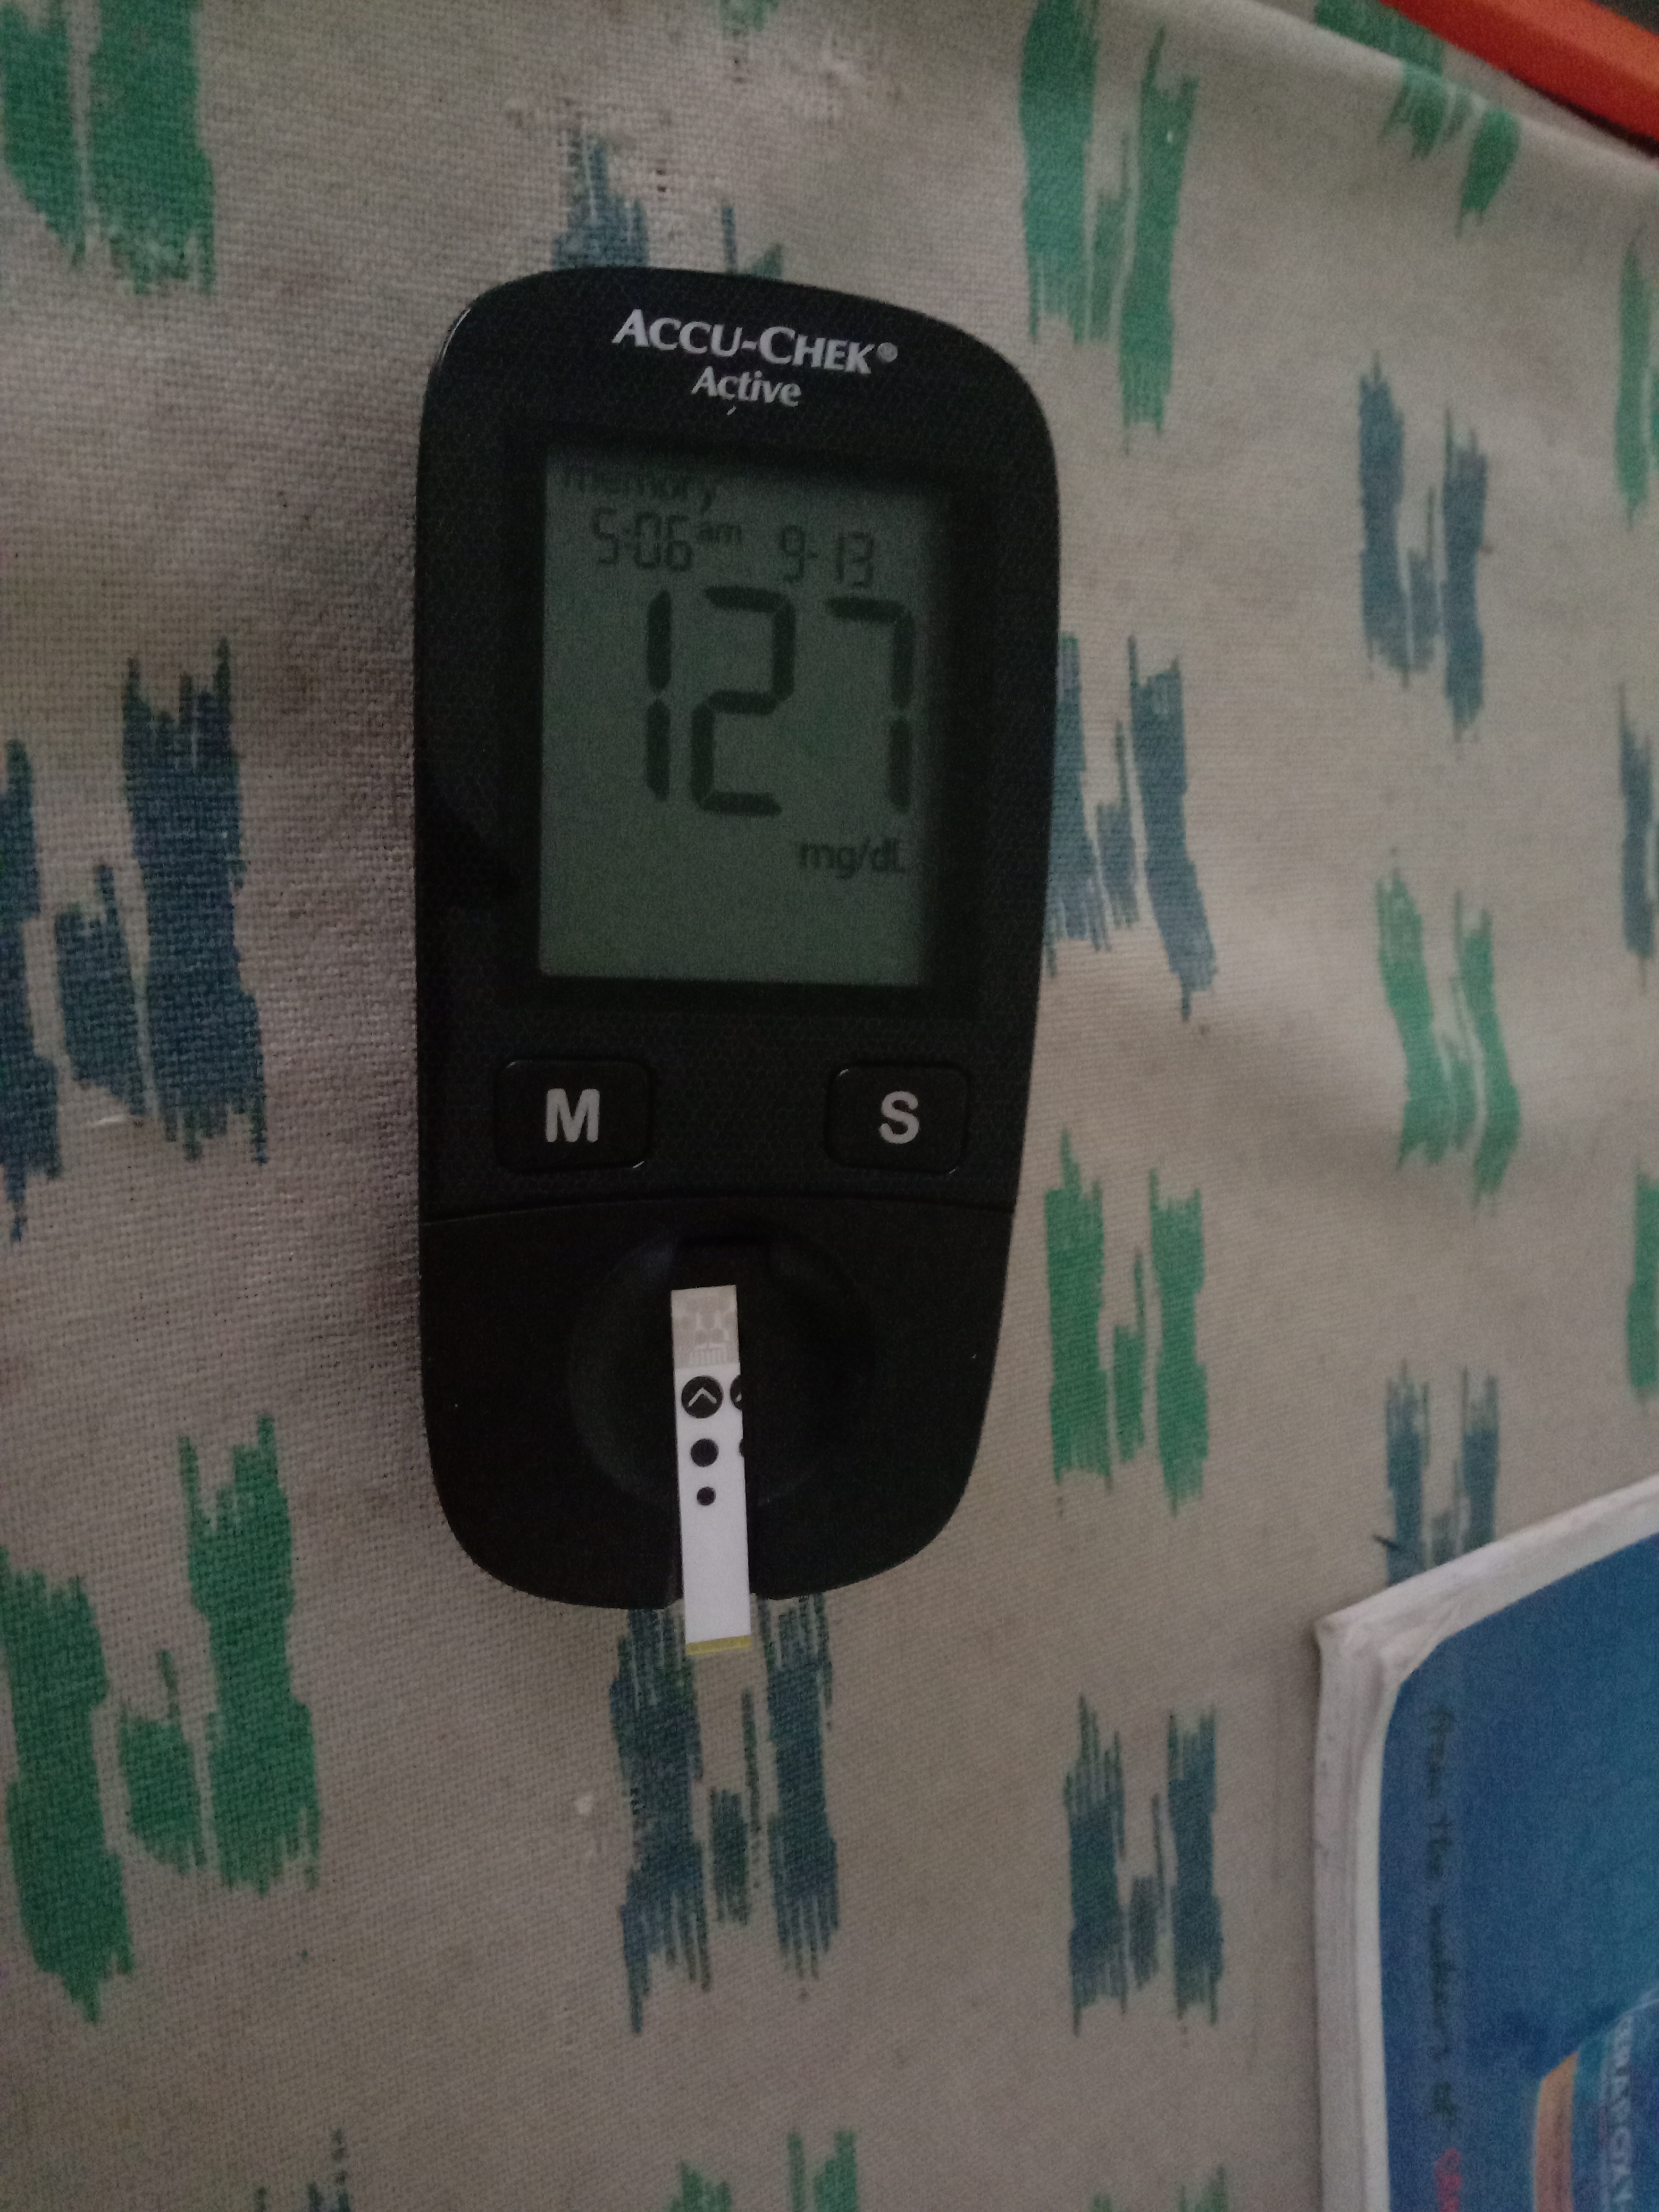 ACCU-CHEK®
Active
memory
5:06am 9-13
127
mg/dL
M
S